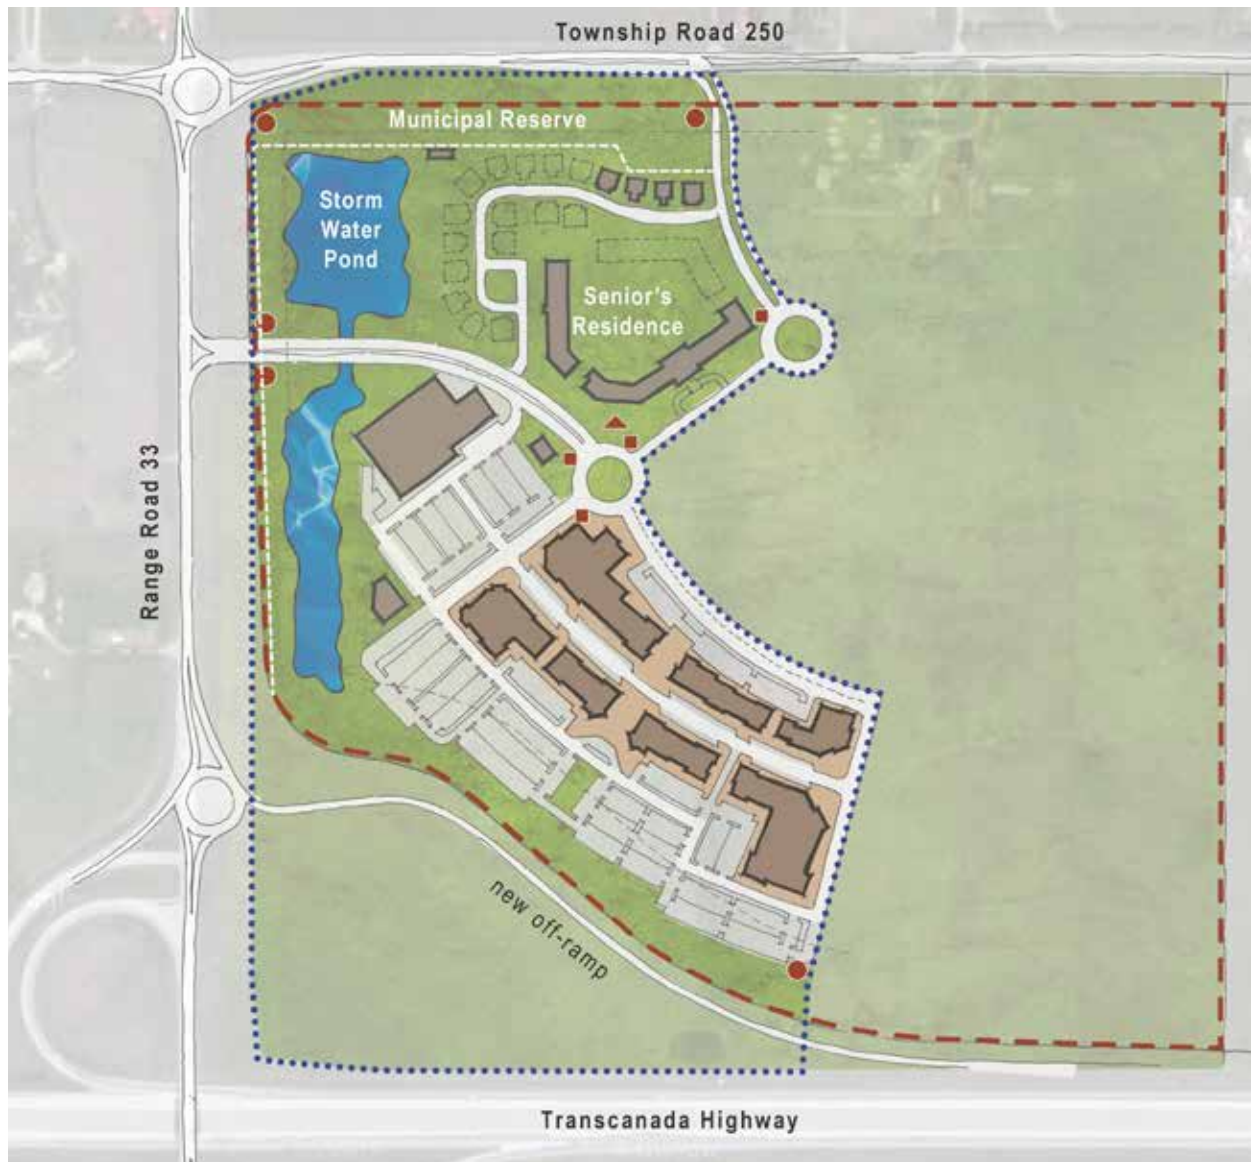 Township Road 250
Municipal Reserve
Storm
Water
Pond
Senior's
Residence
Range Road 33
new off-ramp
Transcanada Highway